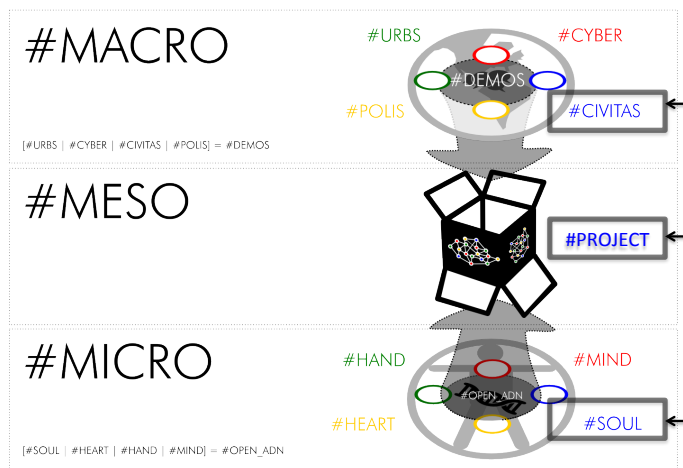 #MACRO
#URBS
#CYBER
#DEMOS
#POLIS
#CIVITAS
[#URBS | #CYBER | #CIVITAS | #POLIS] = #DEMOS
#MESO
#PROJECT
#MICRO
#HAND
#MIND
#OPEN_ADN
#HEART
#SOUL
[#SOUL | #HEART | #HAND | #MIND] = #OPEN_ADN